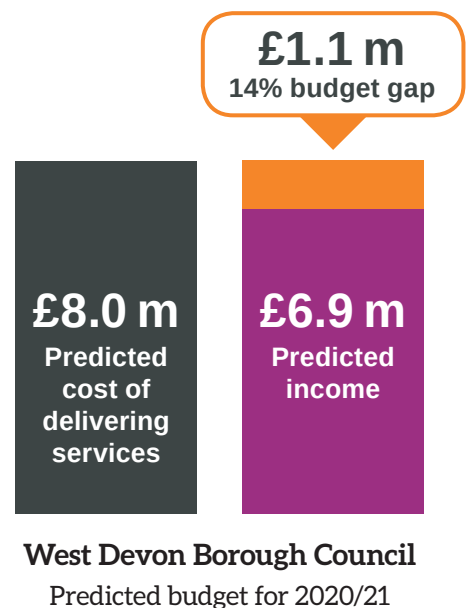 £1.1 m
14% budget gap
£8.0 m
Predicted
cost of
delivering
services
£6.9 m
Predicted
income
West Devon Borough Council
Predicted budget for 2020/21